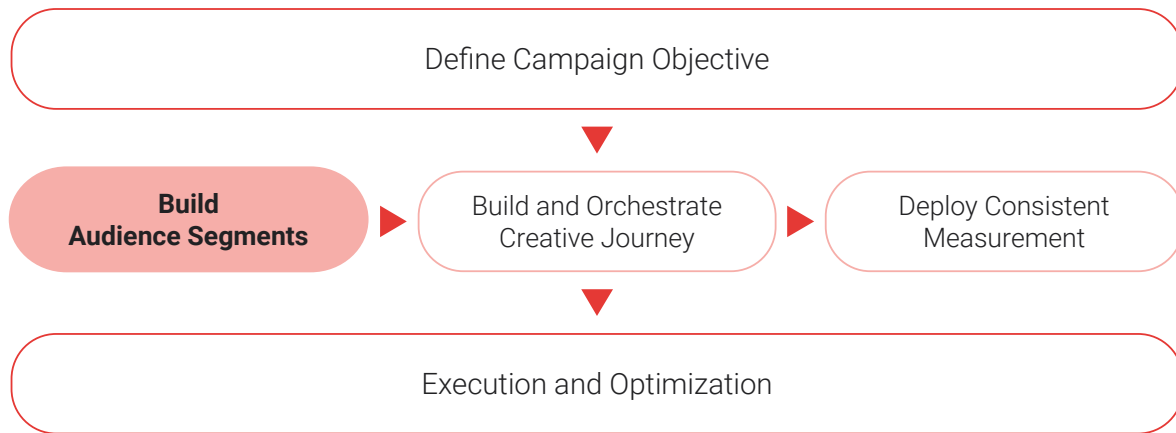 Define Campaign Objective
Build
Audience Segments
Build and Orchestrate
Creative Journey
Deploy Consistent
Measurement
Execution and Optimization